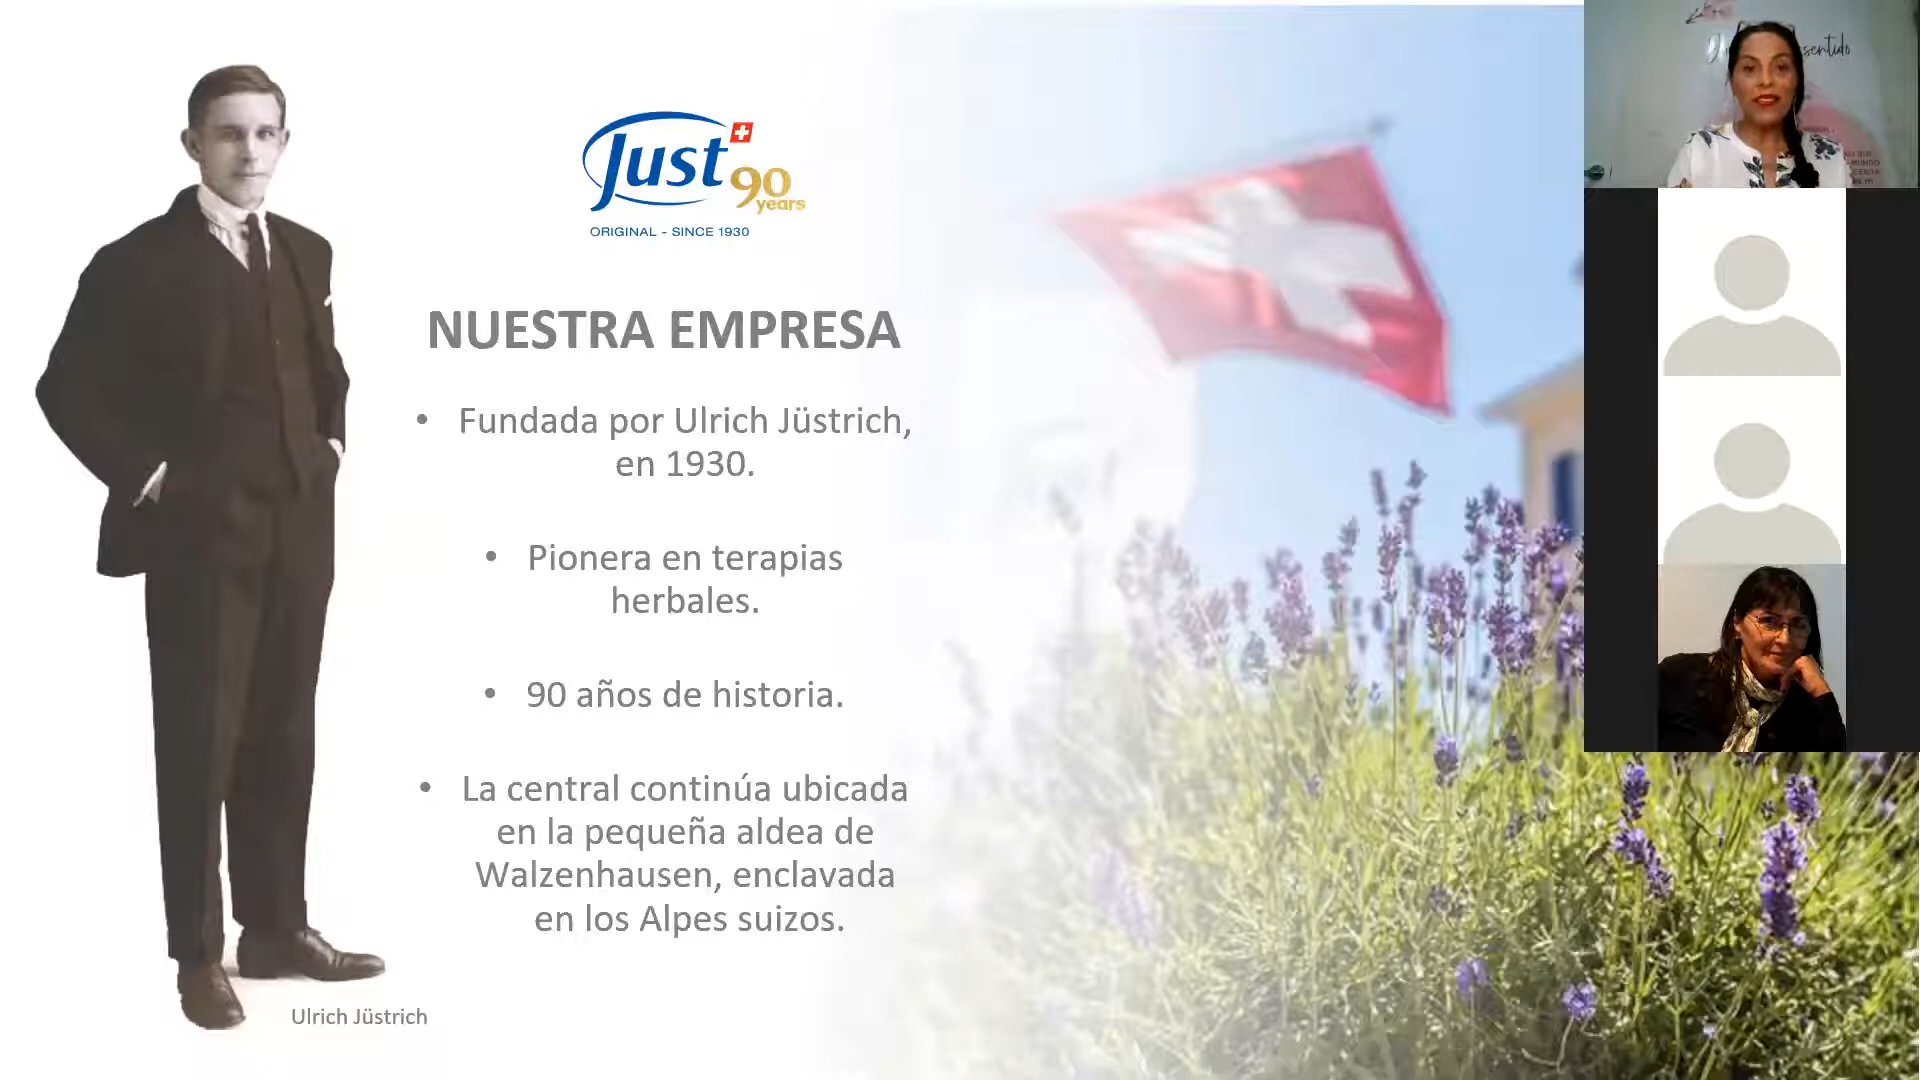 Just
90
years
ORIGINAL - SINCE 1930
NUESTRA EMPRESA
• Fundada por Ulrich Jüstrich,
en 1930.
• Pionera en terapias
herbales.
• 90 años de historia.
• La central continúa ubicada
en la pequeña aldea de
Walzenhausen, enclavada
en los Alpes suizos.
Ulrich Jüstrich
sentido
MUNDO